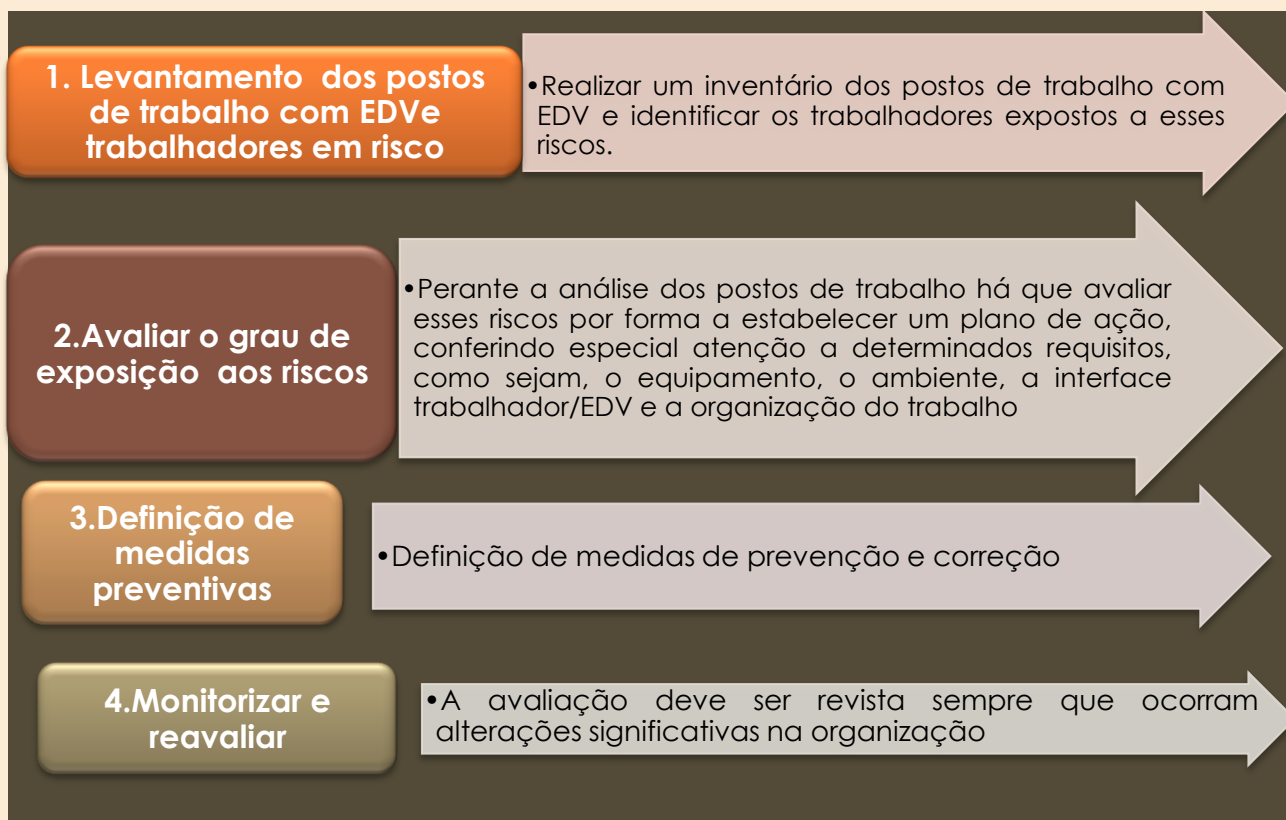 1. Levantamento dos postos
de trabalho com EDVe
trabalhadores em risco
•Realizar um inventário dos postos de trabalho com
EDV e identificar os trabalhadores expostos a esses
riscos.
2.Avaliar o grau de
exposição aos riscos
•Perante a análise dos postos de trabalho há que avaliar
esses riscos por forma a estabelecer um plano de ação,
conferindo especial atenção a determinados requisitos,
como sejam, o equipamento, o ambiente, a interface
trabalhador/EDV e a organização do trabalho
3.Definição de
medidas
preventivas
•Definição de medidas de prevenção e correção
4.Monitorizar e
reavaliar
•A avaliação deve ser revista sempre que ocorram
alterações significativas na organização